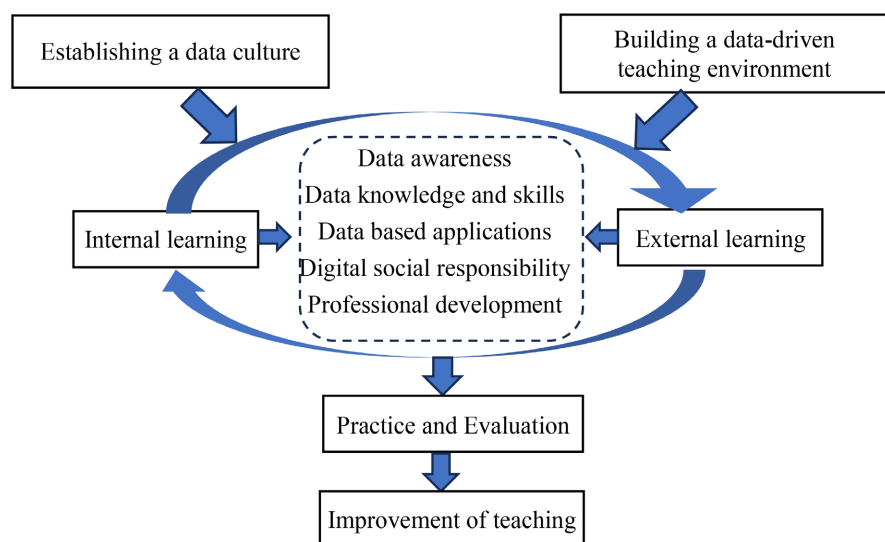 Establishing a data culture
Building a data-driven
teaching environment
Data awareness
Data knowledge and skills
Internal learning
Data based applications
External learning
Digital social responsibility
Professional development
Practice and Evaluation
Improvement of teaching